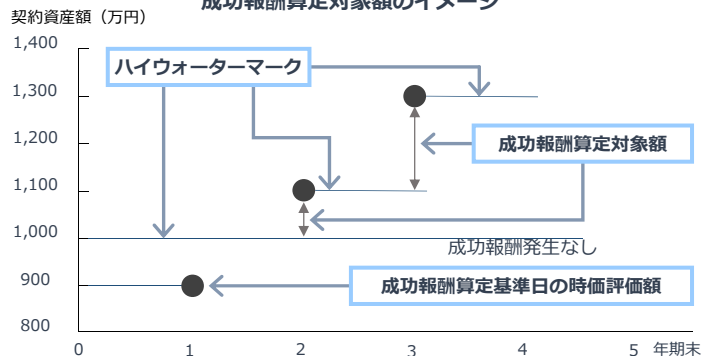 成功報酬算定対象額のイメージ
契約資産額（万円）
1,400
ハイウォーターマーク
1,300
1,200
成功報酬算定対象額
1,100
1,000
成功報酬発生なし
900
成功報酬算定基準日の時価評価額
800
0 1 2 3 4 5 年期末